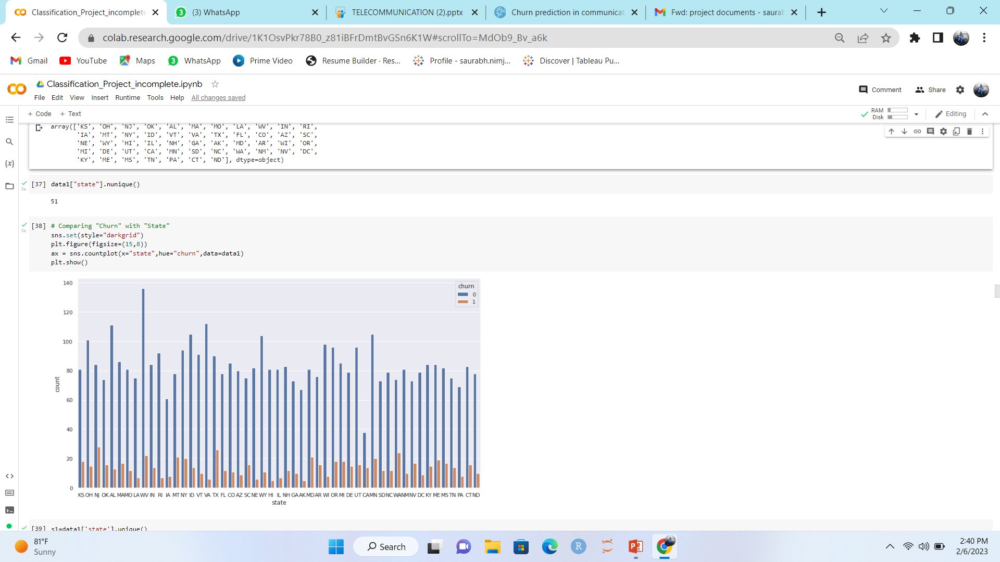 Classification_Project_incomplete
(3) WhatsApp
TELECOMMUNICATION (2).pptx
Churn prediction in communicat
Fwd: project documents - saurab
colab.research.google.com/drive/1K1OsvPkr78B0_z81iBFrDmtBvGSn6K1W#scrollTo=MdOb9_Bv_a6k
Gmail YouTube Maps 3 WhatsApp Prime Video Resume Builder · Res... Profile - saurabh.nimj... Discover | Tableau Pu...
Classification_Project_incomplete.ipynb
Comment Share
File Edit View Insert Runtime Tools Help All changes saved
+ Code + Text
RAM
Disk
Editing
array(['KS', 'OH', 'NJ', 'OK', 'AL', 'MA', 'MO', 'LA', 'WV', 'IN', 'RI',
'IA', 'MT', 'NY', 'ID', 'VT', 'VA', 'TX', 'FL', 'CO', 'AZ', 'SC',
'NE', 'WY', 'HI', 'IL', 'NH', 'GA', 'AK', 'MD', 'AR', 'WI', 'OR',
'MI', 'DE', 'UT', 'CA', 'MN', 'SD', 'NC', 'WA', 'NM', 'NV', 'DC',
'KY', 'ME', 'MS', 'TN', 'PA', 'CT', 'ND'], dtype=object)
{x}
[37] data1["state"].nunique()
0s
51
[38] # Comparing "Churn" with "State"
0s
sns.set(style="darkgrid")
plt.figure(figsize=(15,8))
ax = sns.countplot(x="state",hue="churn",data=data1)
plt.show()
140
120
100
80
60
40
20
0
count
churn
0
1
KS OH NJ OK AL MA MO LA WV IN RI IA MT NY ID VT VA TX FL CO AZ SC NE WY HI IL NH GA AK MD AR WI OR MI DE UT CA MN SD NC WA NM NV DC KY ME MS TN PA CT ND
state
[39] s1=data1['state'].unique()
81°F
Sunny
Search
2:40 PM
2/6/2023